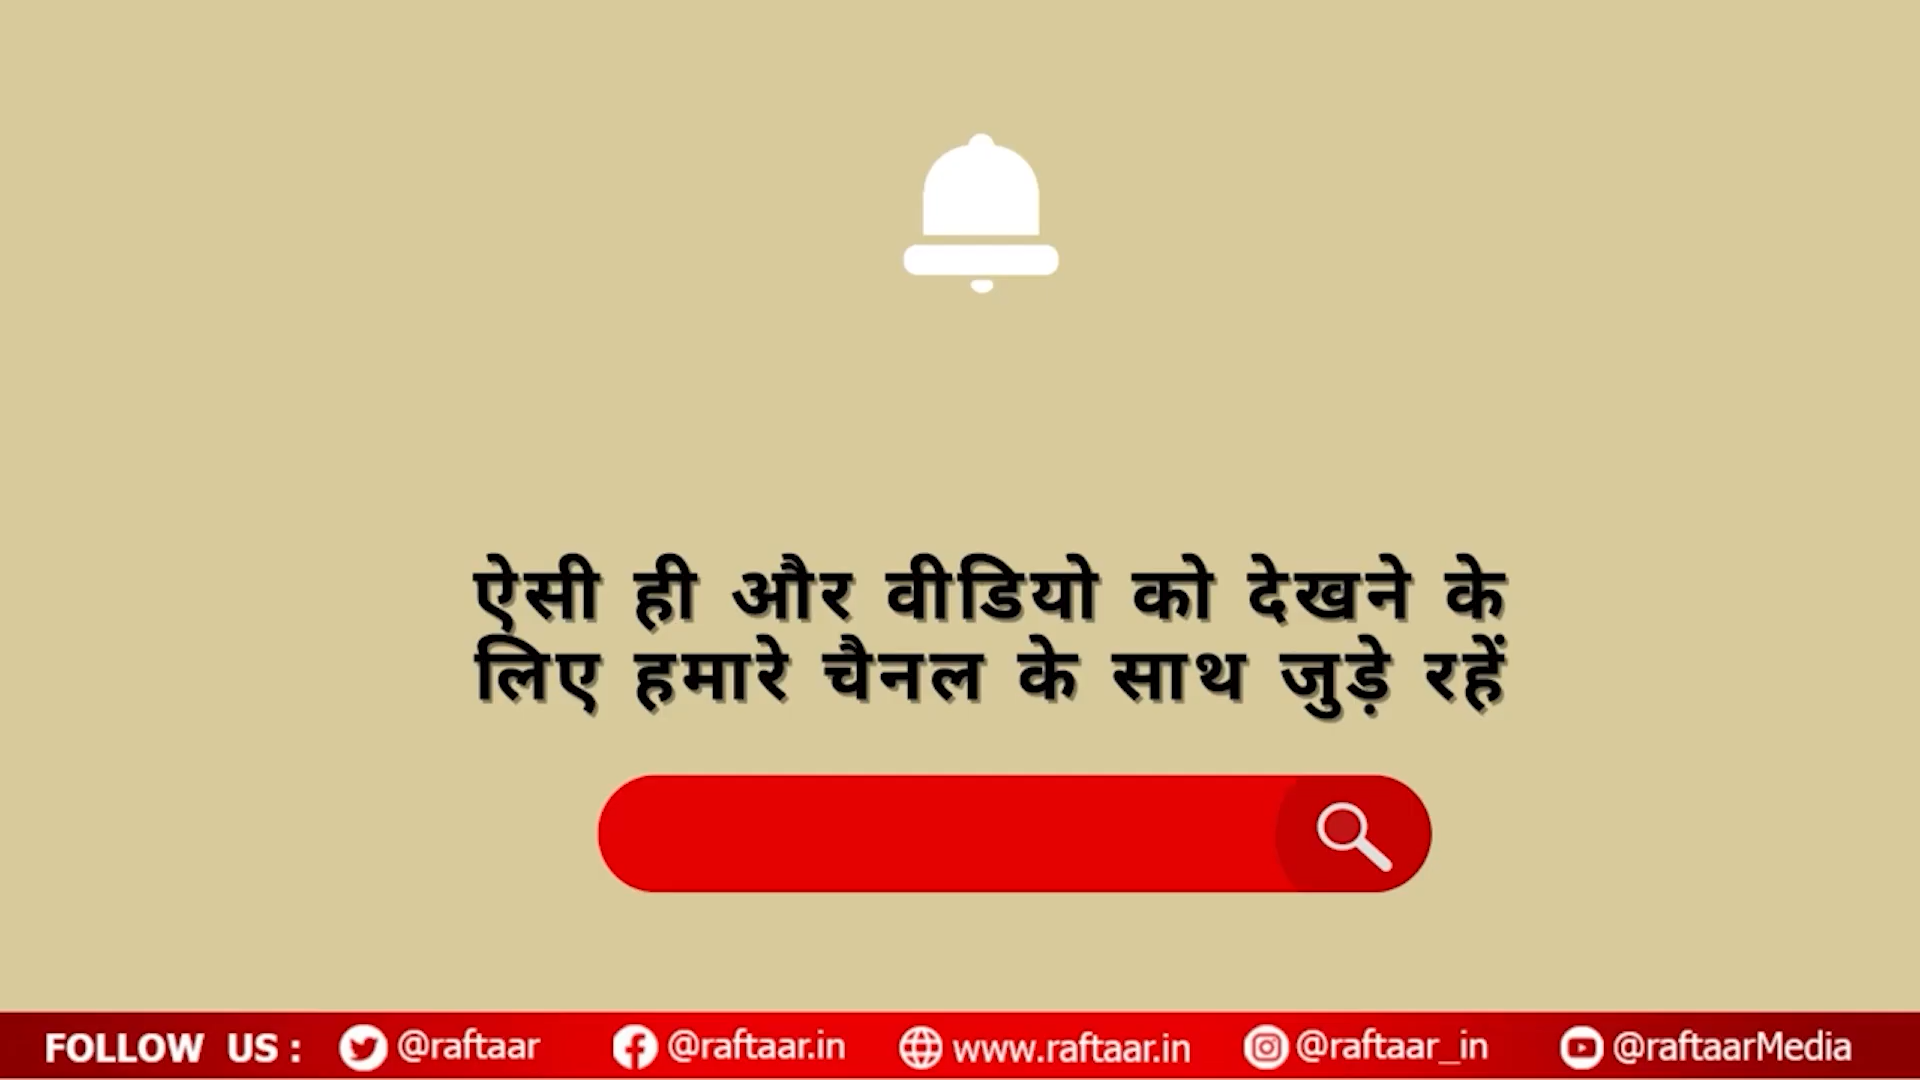 ऐसी ही और वीडियो को देखने के
लिए हमारे चैनल के साथ जुड़े रहें
FOLLOW US : @raftaar @raftaar.in www.raftaar.in @raftaar_in @raftaarMedia